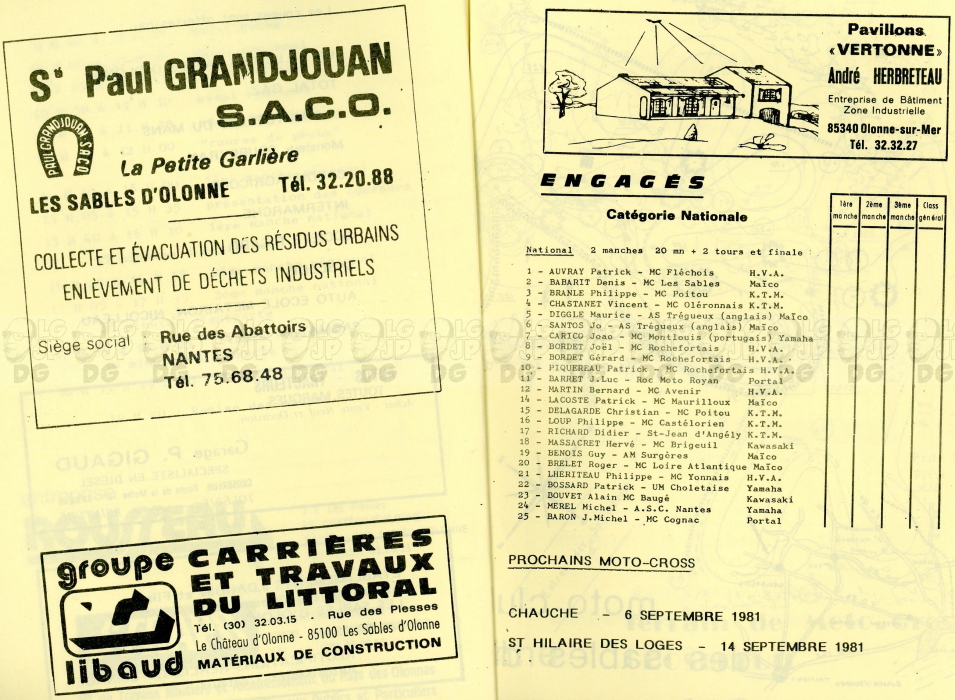 Sté Paul GRANDJOUAN
S.A.C.O.
PAUL GRANDJOUAN S.A.C.O
La Petite Garlière
LES SABLES D'OLONNE Tél. 32.20.88
COLLECTE ET ÉVACUATION DES RÉSIDUS URBAINS
ENLÈVEMENT DE DÉCHETS INDUSTRIELS
Siège social : Rue des Abattoirs
NANTES
Tél. 75.68.48
groupe
libaud
CARRIÈRES
ET TRAVAUX
DU LITTORAL
Tél. (30) 32.03.15 - Rue des Plesses
Le Château d'Olonne - 85100 Les Sables d'Olonne
MATÉRIAUX DE CONSTRUCTION
Pavillons
«VERTONNE»
André HERBRETEAU
Entreprise de Bâtiment
Zone Industrielle
85340 Olonne-sur-Mer
Tél. 32.32.27
ENGAGÉS
Catégorie Nationale
1ère manche 2ème manche 3ème manche Class général
National 2 manches 20 mn + 2 tours et finale :
1 - AUVRAY Patrick - MC Fléchois H.V.A.
2 - BABARIT Denis - MC Les Sables Maïco
3 - BRANLE Philippe - MC Poitou K.T.M.
4 - CHASTANET Vincent - MC Oléronnais K.T.M.
5 - DIGGLE Maurice - AS Trégueux (anglais) Maïco
6 - SANTOS Jo - AS Trégueux (anglais) Maïco
7 - CARICO Joao - MC Montlouis (portugais) Yamaha
8 - BORDET Joël - MC Rochefortais H.V.A.
9 - BORDET Gérard - MC Rochefortais H.V.A.
10 - PIQUEREAU Patrick - MC Rochefortais H.V.A.
11 - BARRET J.Luc - Roc Moto Royan Portal
12 - MARTIN Bernard - MC Avenir H.V.A.
14 - LACOSTE Patrick - MC Maurilloux Maïco
15 - DELAGARDE Christian - MC Poitou K.T.M.
16 - LOUP Philippe - MC Castélorien K.T.M.
17 - RICHARD Didier - St-Jean d'Angély K.T.M.
18 - MASSACRET Hervé - MC Brigeuil Kawasaki
19 - BENOIS Guy - AM Surgères Maïco
20 - BRELET Roger - MC Loire Atlantique Maïco
21 - LHERITEAU Philippe - MC Yonnais H.V.A.
22 - BOSSARD Patrick - UM Choletaise Yamaha
23 - BOUVET Alain MC Baugé Kawasaki
24 - MEREL Michel - A.S.C. Nantes Yamaha
25 - BARON J.Michel - MC Cognac Portal
PROCHAINS MOTO-CROSS
CHAUCHE - 6 SEPTEMBRE 1981
ST HILAIRE DES LOGES - 14 SEPTEMBRE 1981